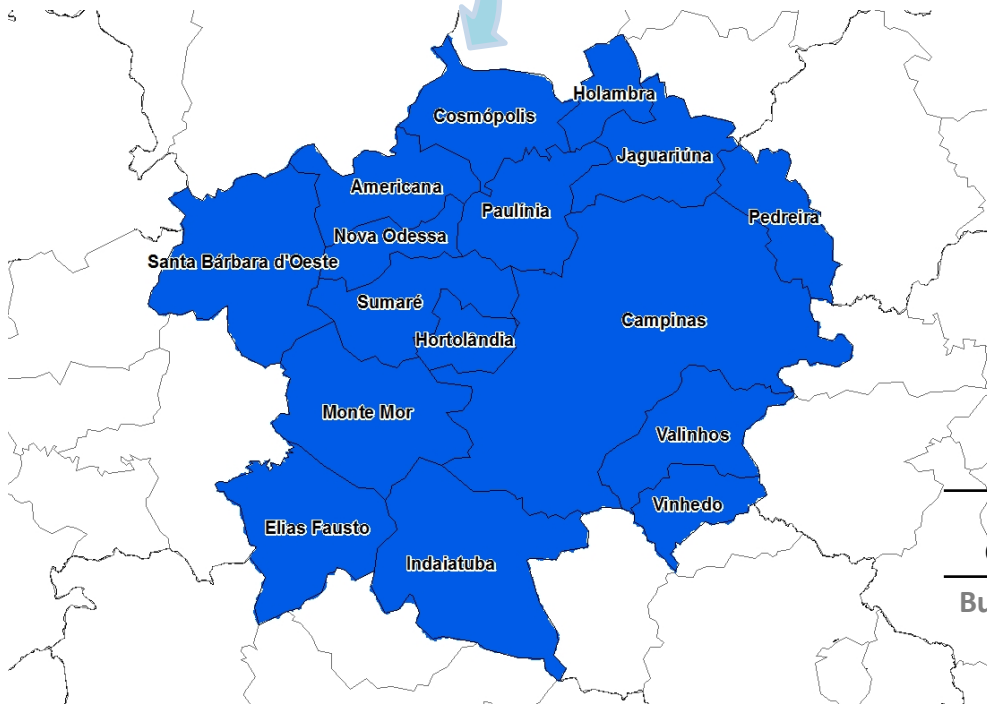 Holambra
Cosmópolis
Jaguariúna
Americana
Paulínia
Pedreira
Nova Odessa
Santa Bárbara d'Oeste
Sumaré
Campinas
Hortolândia
Monte Mor
Valinhos
Vinhedo
Elias Fausto
Indaiatuba